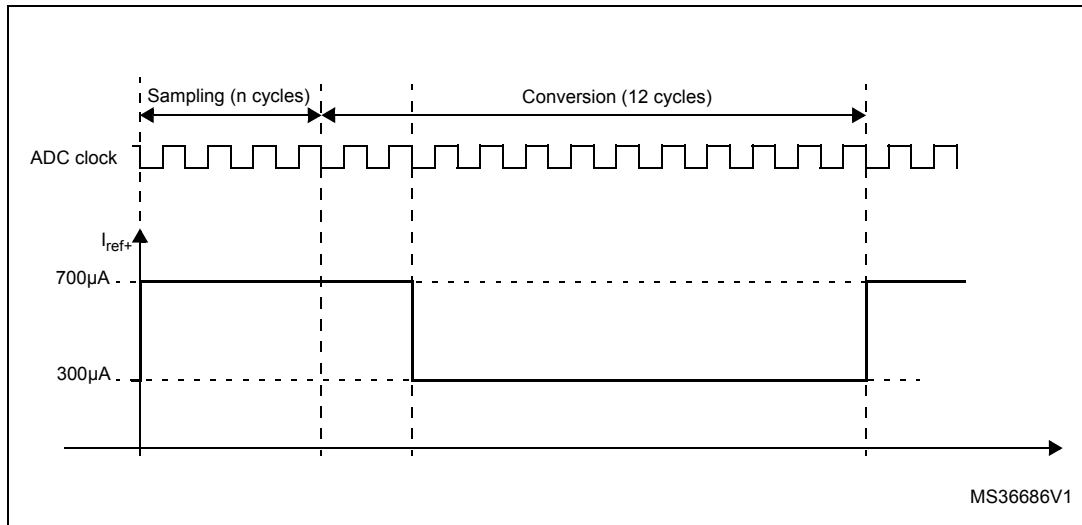 Sampling (n cycles)
Conversion (12 cycles)
ADC clock
Iref+
700µA
300µA
MS36686V1